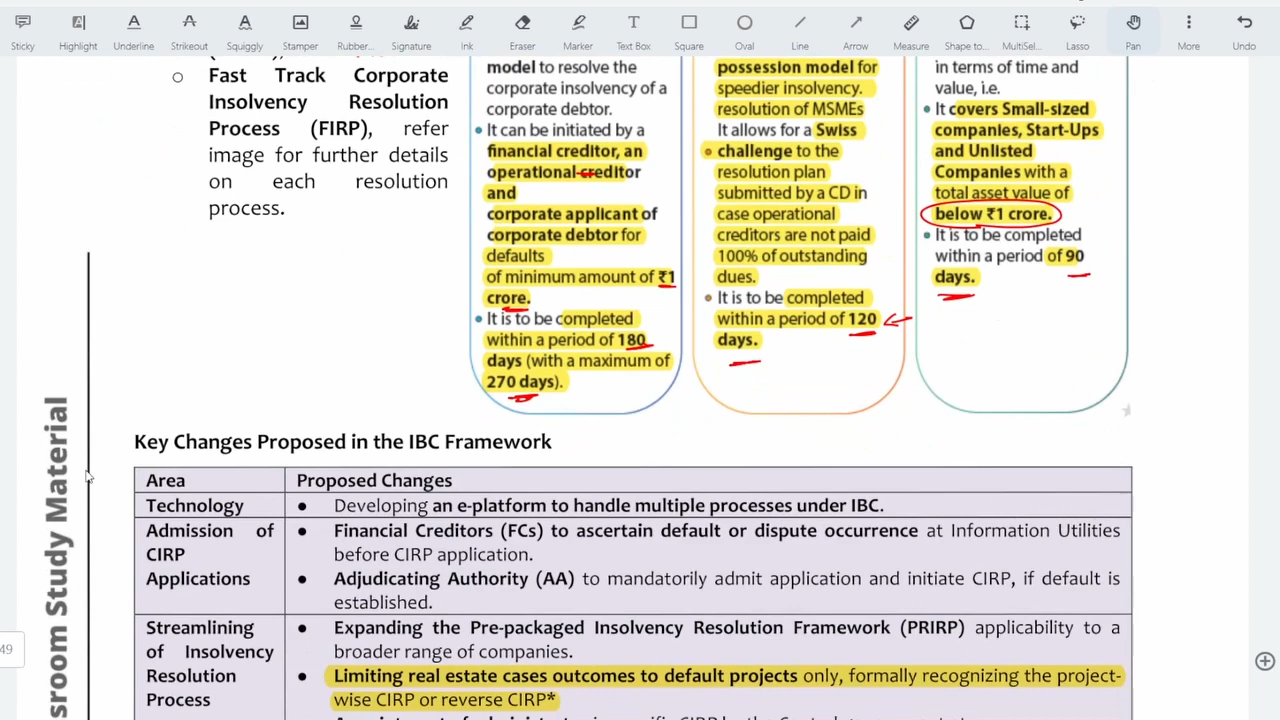 Sticky
Highlight
Underline
Strikeout
Squiggly
Stamper
Rubber...
Signature
Ink
Eraser
Marker
Text Box
Square
Oval
Line
Arrow
Measure
Shape to...
MultiSel...
Lasso
Pan
More
Undo
Fast Track Corporate
Insolvency Resolution
Process (FIRP), refer
image for further details
on each resolution
process.
model to resolve the
corporate insolvency of a
corporate debtor.
• It can be initiated by a
financial creditor, an
operational creditor
and
corporate applicant of
corporate debtor for
defaults
of minimum amount of ₹1
crore.
• It is to be completed
within a period of 180
days (with a maximum of
270 days).
possession model for
speedier insolvency.
resolution of MSMEs
It allows for a Swiss
• challenge to the
resolution plan
submitted by a CD in
case operational
creditors are not paid
100% of outstanding
dues.
• It is to be completed
within a period of 120
days.
in terms of time and
value, i.e.
• It covers Small-sized
companies, Start-Ups
and Unlisted
Companies with a
total asset value of
below ₹1 crore.
• It is to be completed
within a period of 90
days.
Key Changes Proposed in the IBC Framework
Area
Proposed Changes
Technology
• Developing an e-platform to handle multiple processes under IBC.
Admission of
CIRP
Applications
• Financial Creditors (FCs) to ascertain default or dispute occurrence at Information Utilities
before CIRP application.
• Adjudicating Authority (AA) to mandatorily admit application and initiate CIRP, if default is
established.
Streamlining
of Insolvency
Resolution
Process
• Expanding the Pre-packaged Insolvency Resolution Framework (PRIRP) applicability to a
broader range of companies.
• Limiting real estate cases outcomes to default projects only, formally recognizing the project-
wise CIRP or reverse CIRP*
sroom Study Material
49